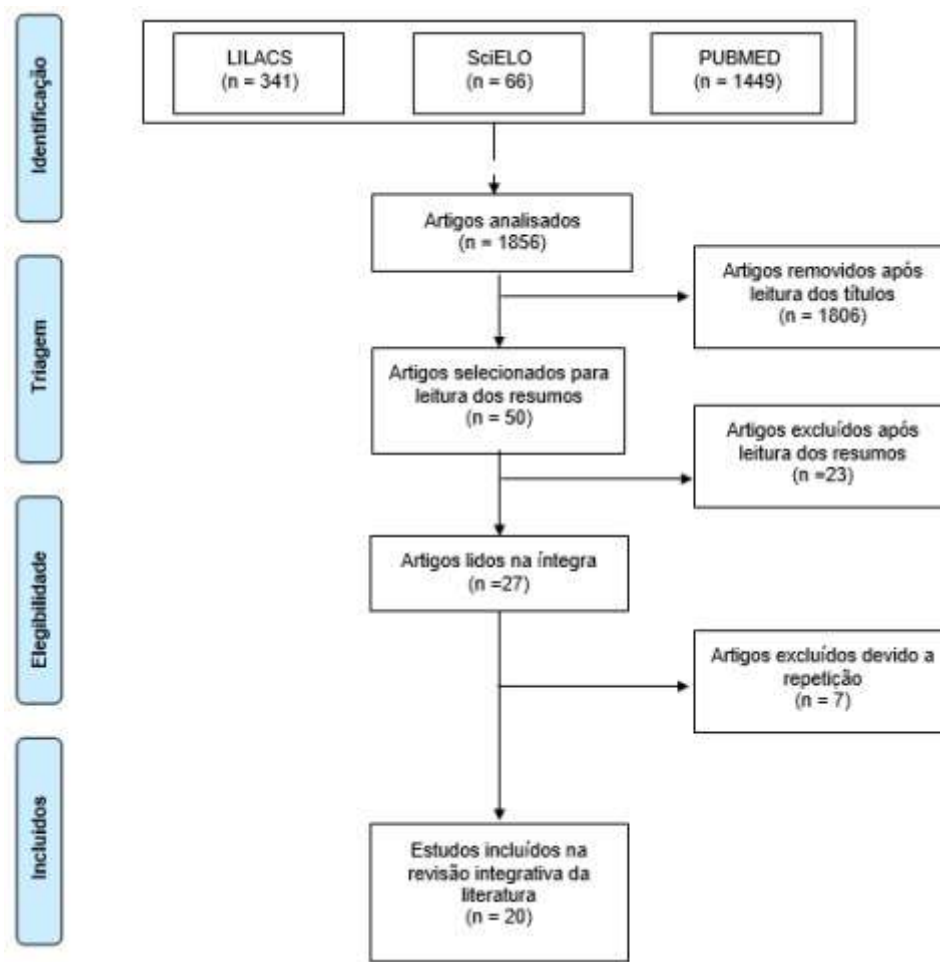 Identificação
LILACS
(n = 341)
SciELO
(n = 66)
PUBMED
(n = 1449)
Artigos analisados
(n = 1856)
Triagem
Artigos removidos após
leitura dos títulos
(n = 1806)
Artigos selecionados para
leitura dos resumos
(n = 50)
Artigos excluídos após
leitura dos resumos
(n =23)
Elegibilidade
Artigos lidos na íntegra
(n =27)
Artigos excluídos devido a
repetição
(n = 7)
Incluídos
Estudos incluídos na
revisão integrativa da
literatura
(n = 20)